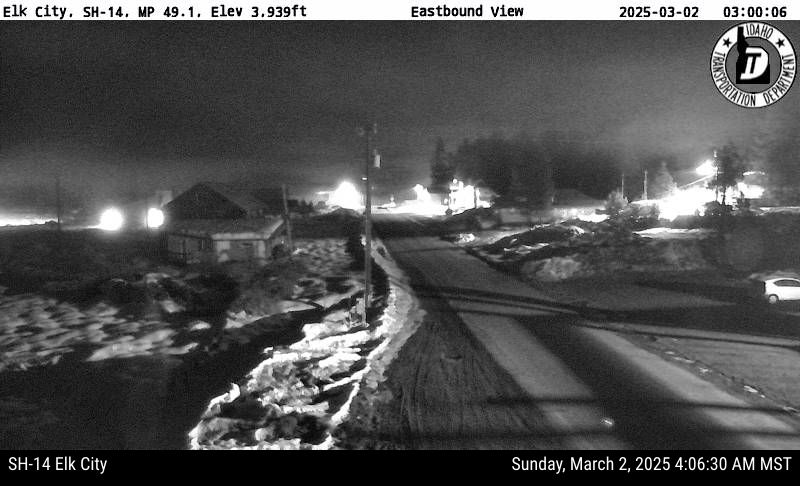 Elk City, SH-14, MP 49.1, Elev 3,939ft Eastbound View 2025-03-02 03:00:06
IDAHO
TRANSPORTATION DEPARTMENT
SH-14 Elk City Sunday, March 2, 2025 4:06:30 AM MST